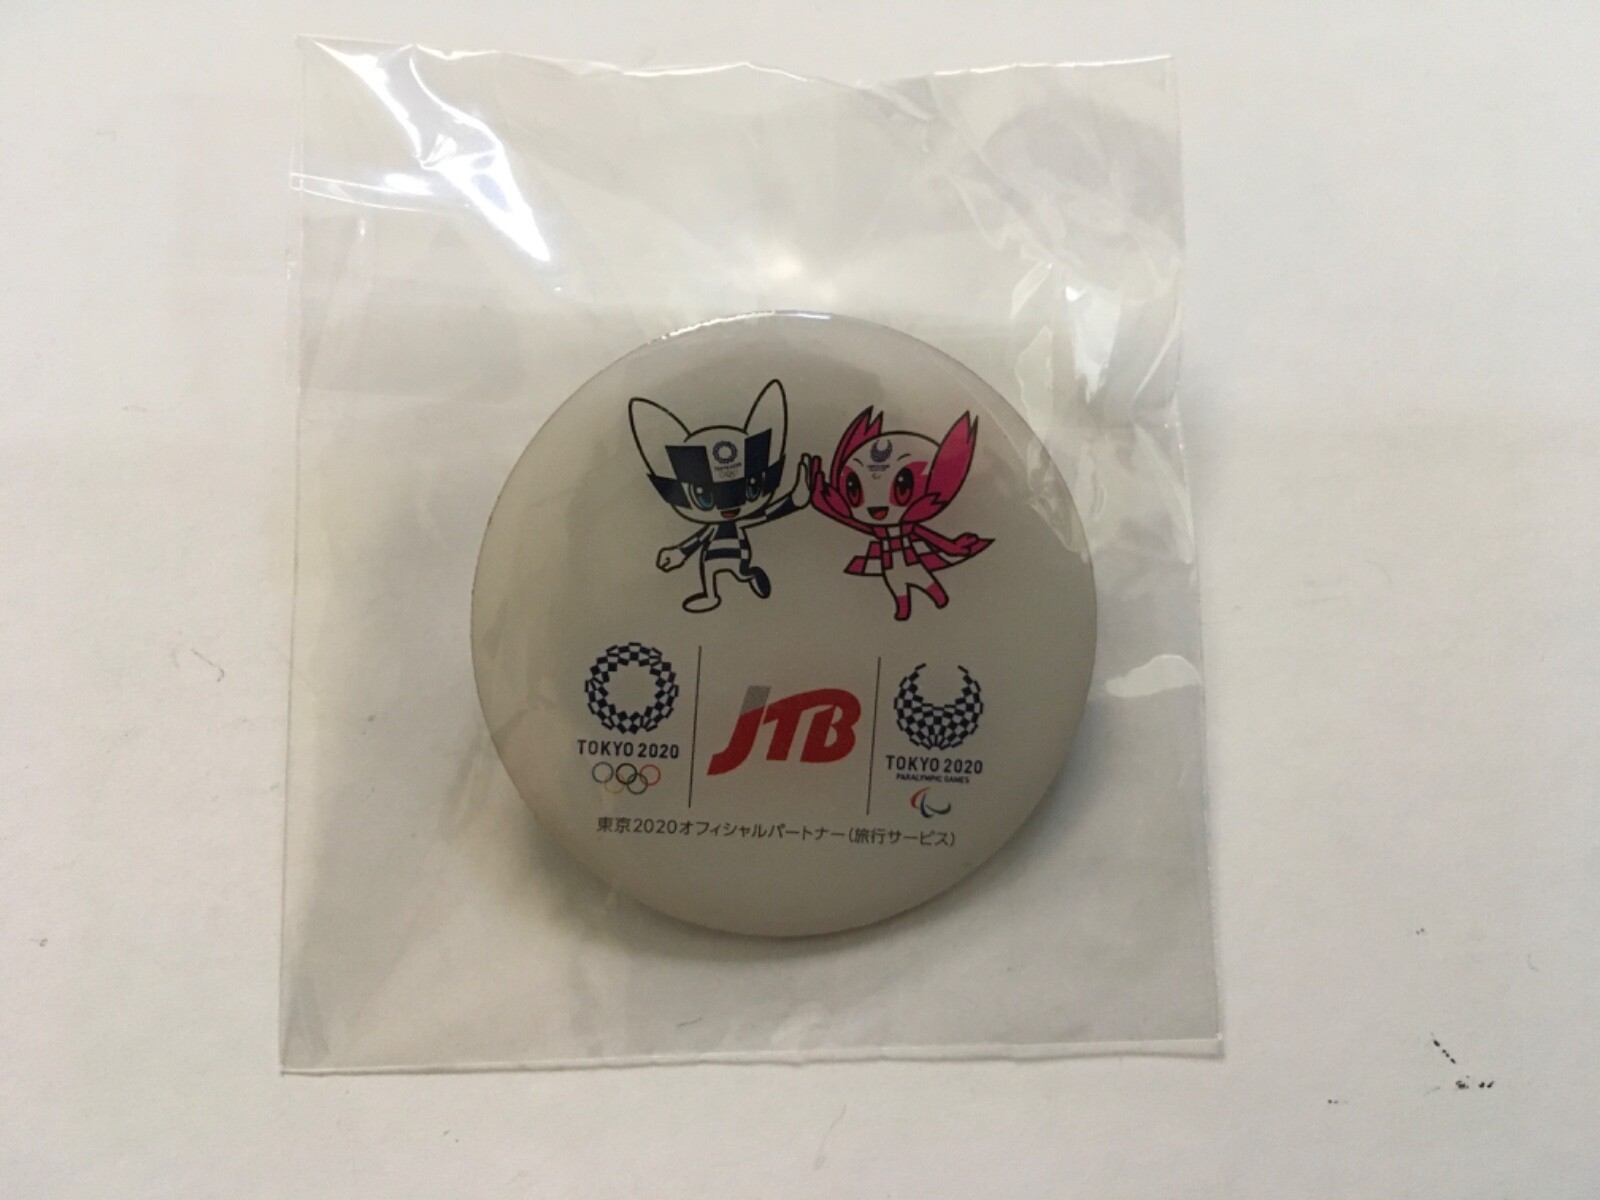 TOKYO 2020
JTB
TOKYO 2020
PARALYMPIC GAMES
東京2020オフィシャルパートナー(旅行サービス)